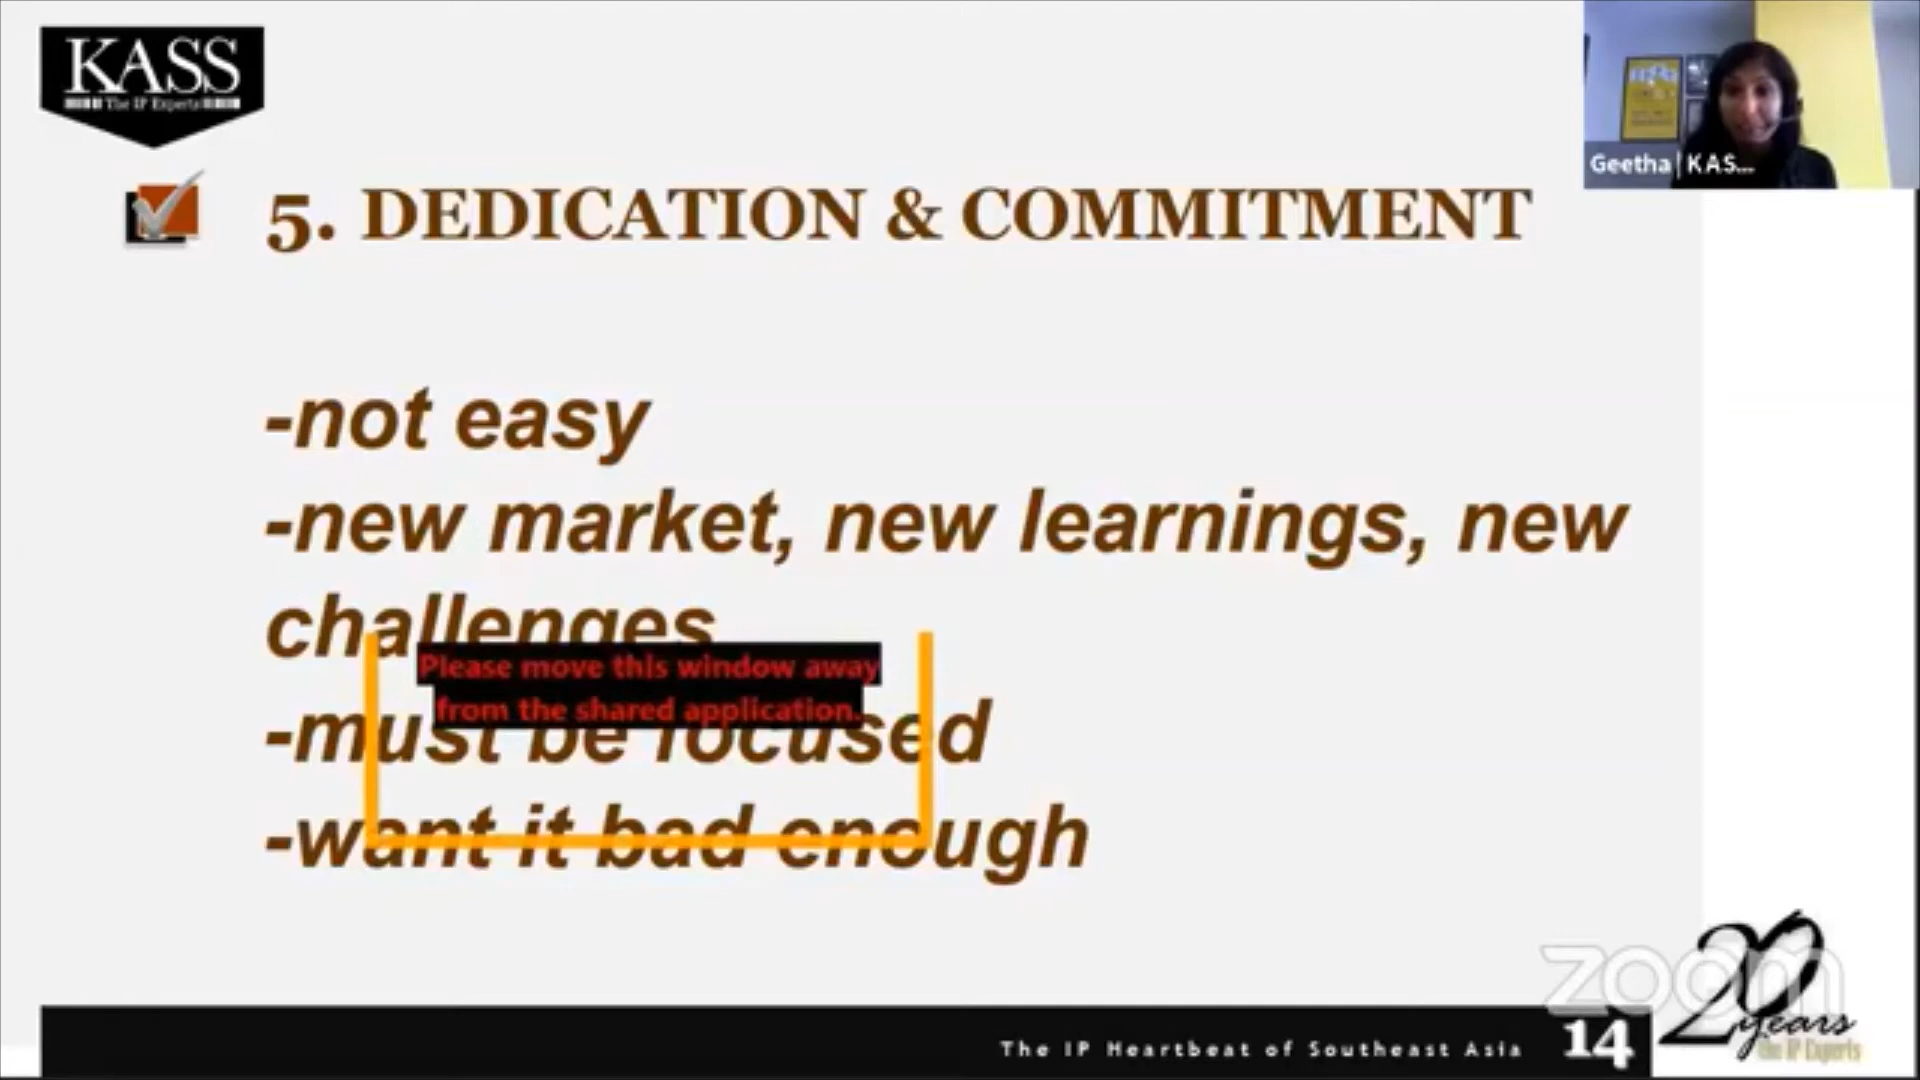 KASS
The IP Experts
Geetha | K A S...
5. DEDICATION & COMMITMENT
-not easy
-new market, new learnings, new
challenges
Please move this window away
from the shared application.
-must be focused
-want it bad enough
zoom
20
years
the IP Experts
The IP Heartbeat of Southeast Asia
14